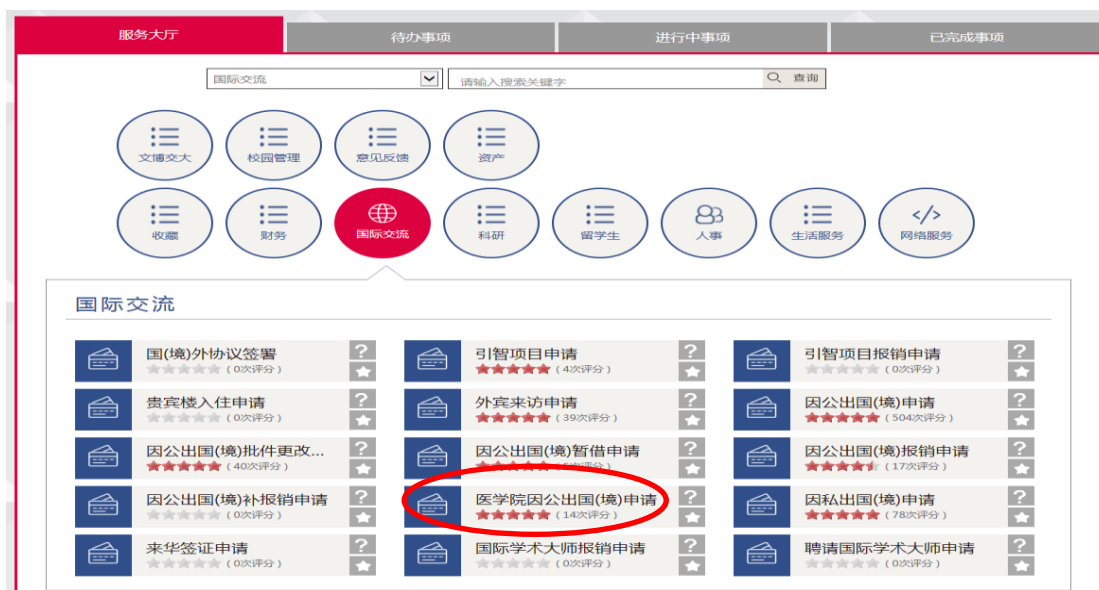 服务大厅 待办事项 进行中事项 已完成事项
国际交流 请输入搜索关键字 查询
文博交大 校园管理 意见反馈 资产
收藏 财务 国际交流 科研 留学生 人事 生活服务 </> 网络服务
国际交流
国(境)外协议签署 ? 引智项目申请 ? 引智项目报销申请 ?
(0次评分) (4次评分) (0次评分)
贵宾楼入住申请 ? 外宾来访申请 ? 因公出国(境)申请 ?
(0次评分) (39次评分) (504次评分)
因公出国(境)批件更改... ? 因公出国(境)暂借申请 ? 因公出国(境)报销申请 ?
(40次评分) (17次评分)
因公出国(境)补报销申请 ? 医学院因公出国(境)申请 ? 因私出国(境)申请 ?
(0次评分) (14次评分) (78次评分)
来华签证申请 ? 国际学术大师报销申请 ? 聘请国际学术大师申请 ?
(0次评分) (0次评分) (0次评分)